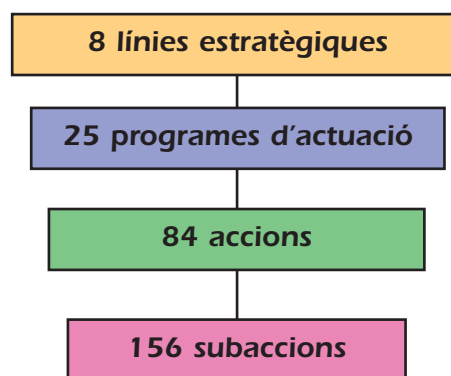 8 línies estratègiques
25 programes d'actuació
84 accions
156 subaccions